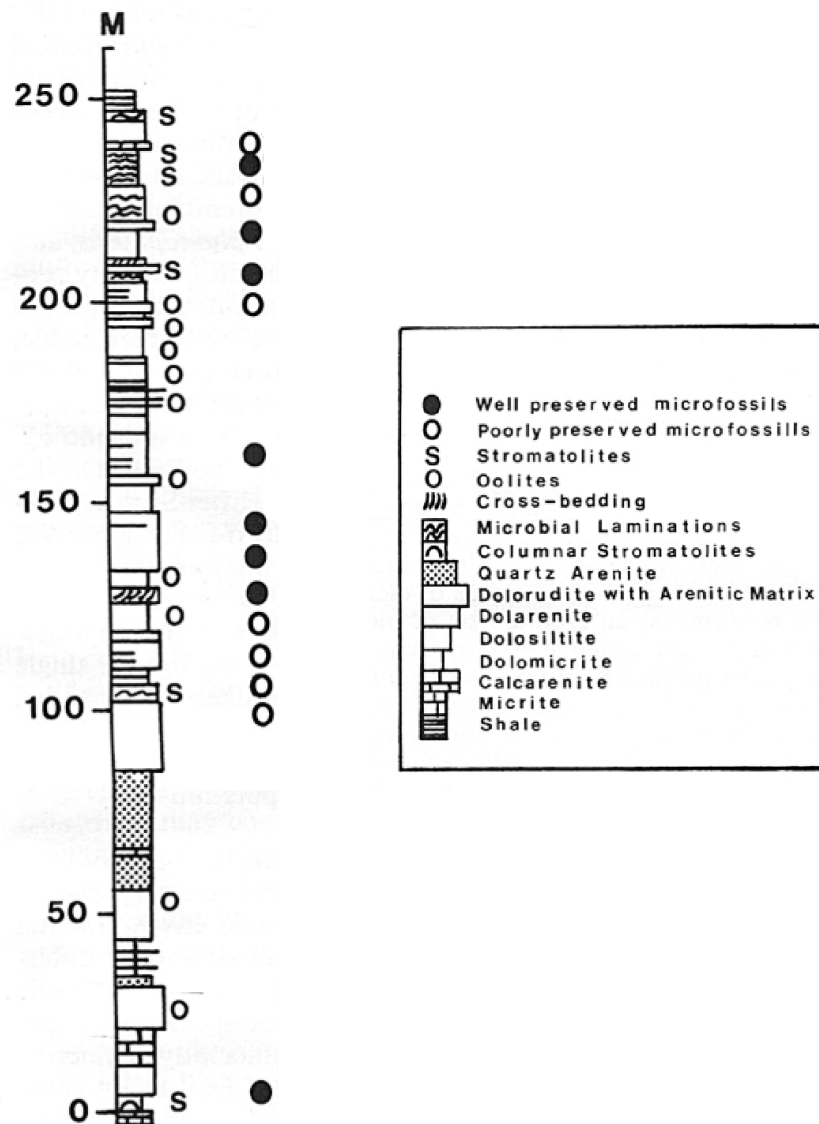 M
250
S
S
S
O
S
200
O
O
O
O
O
O
150
O
O
S
100
50
O
O
S
0
Well preserved microfossils
Poorly preserved microfossills
S Stromatolites
O Oolites
Cross-bedding
Microbial Laminations
Columnar Stromatolites
Quartz Arenite
Dolorudite with Arenitic Matrix
Dolarenite
Dolosiltite
Dolomicrite
Calcarenite
Micrite
Shale